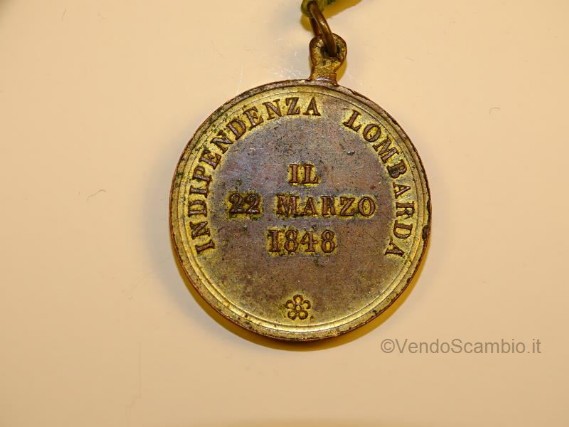 INDIPENDENZA LOMBARDA
IL
22 MARZO
1848
©VendoScambio.it